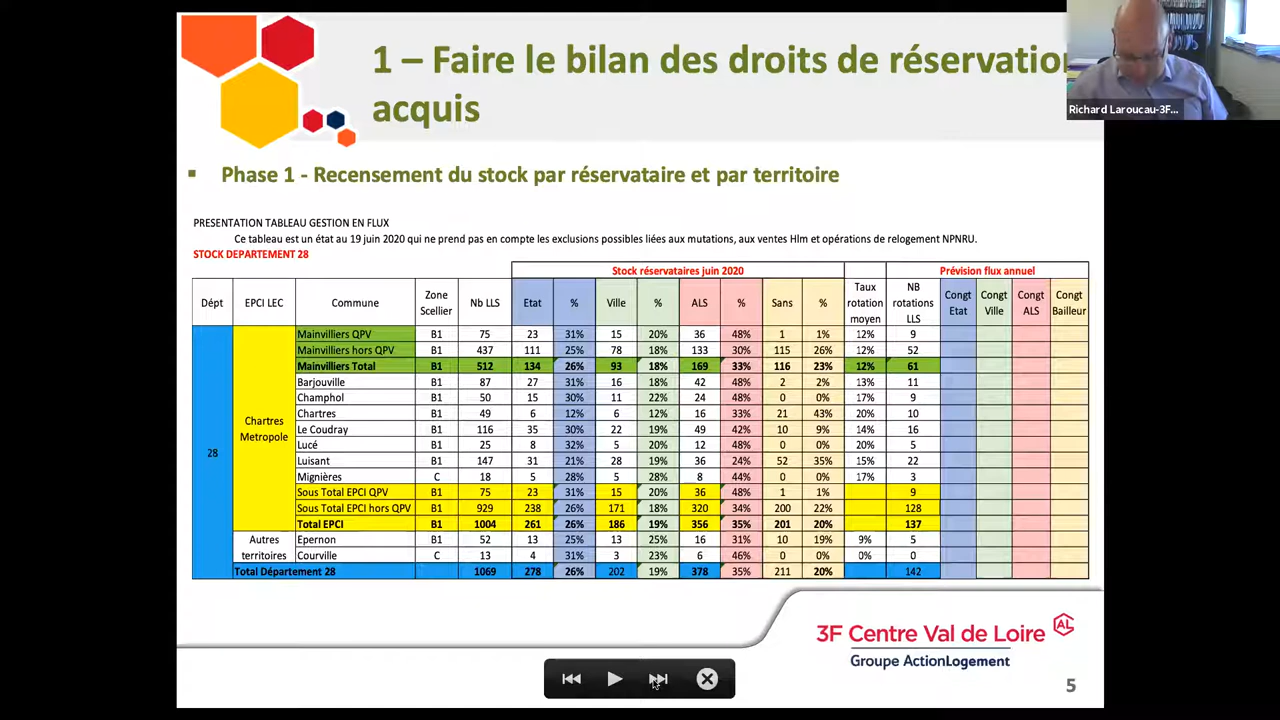 1 – Faire le bilan des droits de réservation
acquis
Richard Laroucau-3F...
Phase 1 - Recensement du stock par réservataire et par territoire
PRESENTATION TABLEAU GESTION EN FLUX
Ce tableau est un état au 19 juin 2020 qui ne prend pas en compte les exclusions possibles liées aux mutations, aux ventes Hlm et opérations de relogement NPNRU.
STOCK DEPARTEMENT 28
Stock réservataires juin 2020 Prévision flux annuel
Dépt EPCI LEC Commune Zone Scellier Nb LLS Etat % Ville % ALS % Sans % Taux rotation moyen NB rotations LLS Congt Etat Congt Ville Congt ALS Congt Bailleur
28 Chartres Metropole
Mainvilliers QPV B1 75 23 31% 15 20% 36 48% 1 1% 12% 9
Mainvilliers hors QPV B1 437 111 25% 78 18% 133 30% 115 26% 12% 52
Mainvilliers Total B1 512 134 26% 93 18% 169 33% 116 23% 12% 61
Barjouville B1 87 27 31% 16 18% 42 48% 2 2% 13% 11
Champhol B1 50 15 30% 11 22% 24 48% 0 0% 17% 9
Chartres B1 49 6 12% 6 12% 16 33% 21 43% 20% 10
Le Coudray B1 116 35 30% 22 19% 49 42% 10 9% 14% 16
Lucé B1 25 8 32% 5 20% 12 48% 0 0% 20% 5
Luisant B1 147 31 21% 28 19% 36 24% 52 35% 15% 22
Mignières C 18 5 28% 5 28% 8 44% 0 0% 17% 3
Sous Total EPCI QPV B1 75 23 31% 15 20% 36 48% 1 1% 9
Sous Total EPCI hors QPV B1 929 238 26% 171 18% 320 34% 200 22% 128
Total EPCI B1 1004 261 26% 186 19% 356 35% 201 20% 137
Autres territoires
Epernon B1 52 13 25% 13 25% 16 31% 10 19% 9% 5
Courville C 13 4 31% 3 23% 6 46% 0 0% 0% 0
Total Département 28 1069 278 26% 202 19% 378 35% 211 20% 142
3F Centre Val de Loire AL
Groupe ActionLogement
5